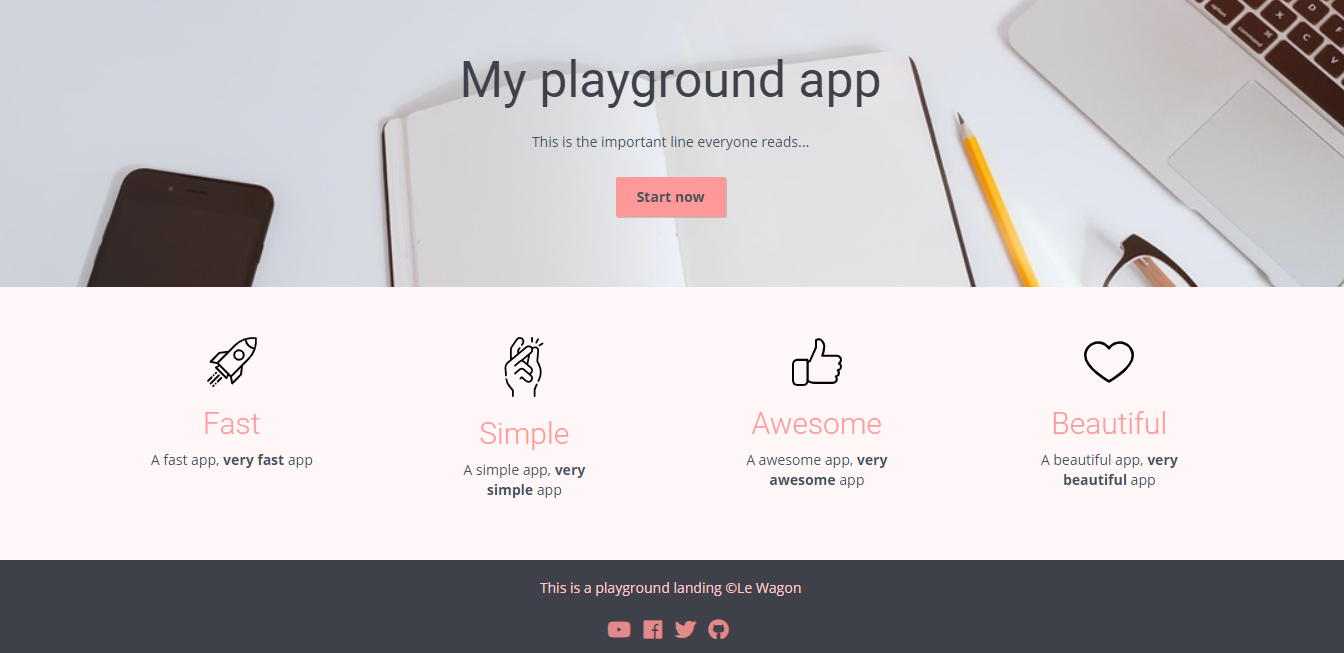 My playground app
This is the important line everyone reads...
Start now
option
command
X
C
D
F
V
Fast
A fast app, very fast app
Simple
A simple app, very
simple app
Awesome
A awesome app, very
awesome app
Beautiful
A beautiful app, very
beautiful app
This is a playground landing ©Le Wagon